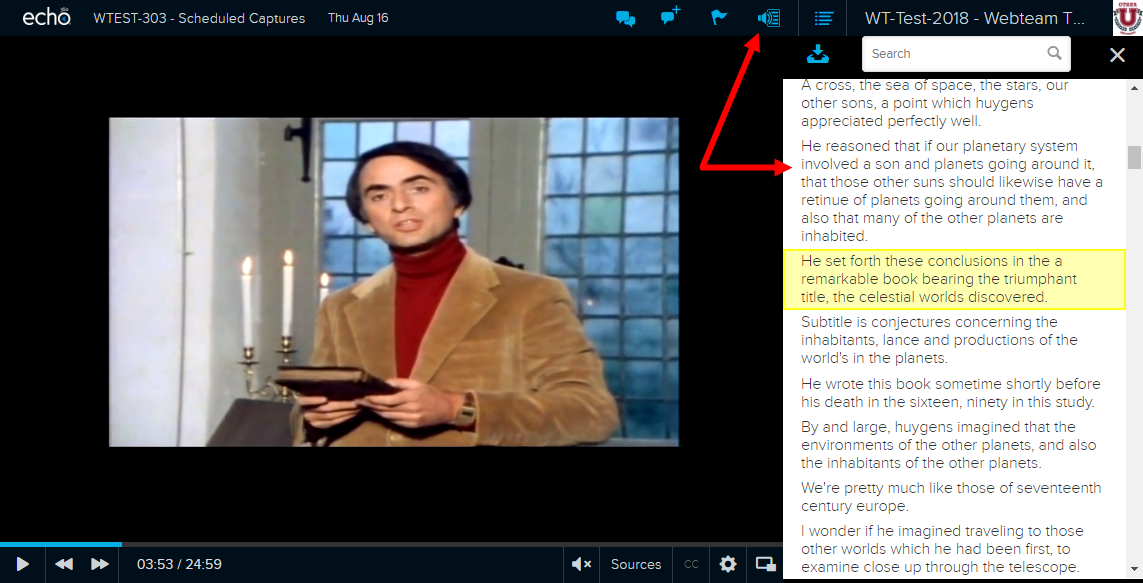 echo
360
WTEST-303 - Scheduled Captures
Thu Aug 16
WT-Test-2018 - Webteam T...
OTHER
U
Search
A cross, the sea of space, the stars, our
other sons, a point which huygens
appreciated perfectly well.
He reasoned that if our planetary system
involved a son and planets going around it,
that those other suns should likewise have a
retinue of planets going around them, and
also that many of the other planets are
inhabited.
He set forth these conclusions in the a
remarkable book bearing the triumphant
title, the celestial worlds discovered.
Subtitle is conjectures concerning the
inhabitants, lance and productions of the
world's in the planets.
He wrote this book sometime shortly before
his death in the sixteen, ninety in this study.
By and large, huygens imagined that the
environments of the other planets, and also
the inhabitants of the other planets.
We're pretty much like those of seventeenth
century europe.
I wonder if he imagined traveling to those
other worlds which he had been first, to
examine close up through the telescope.
03:53 / 24:59
Sources
CC